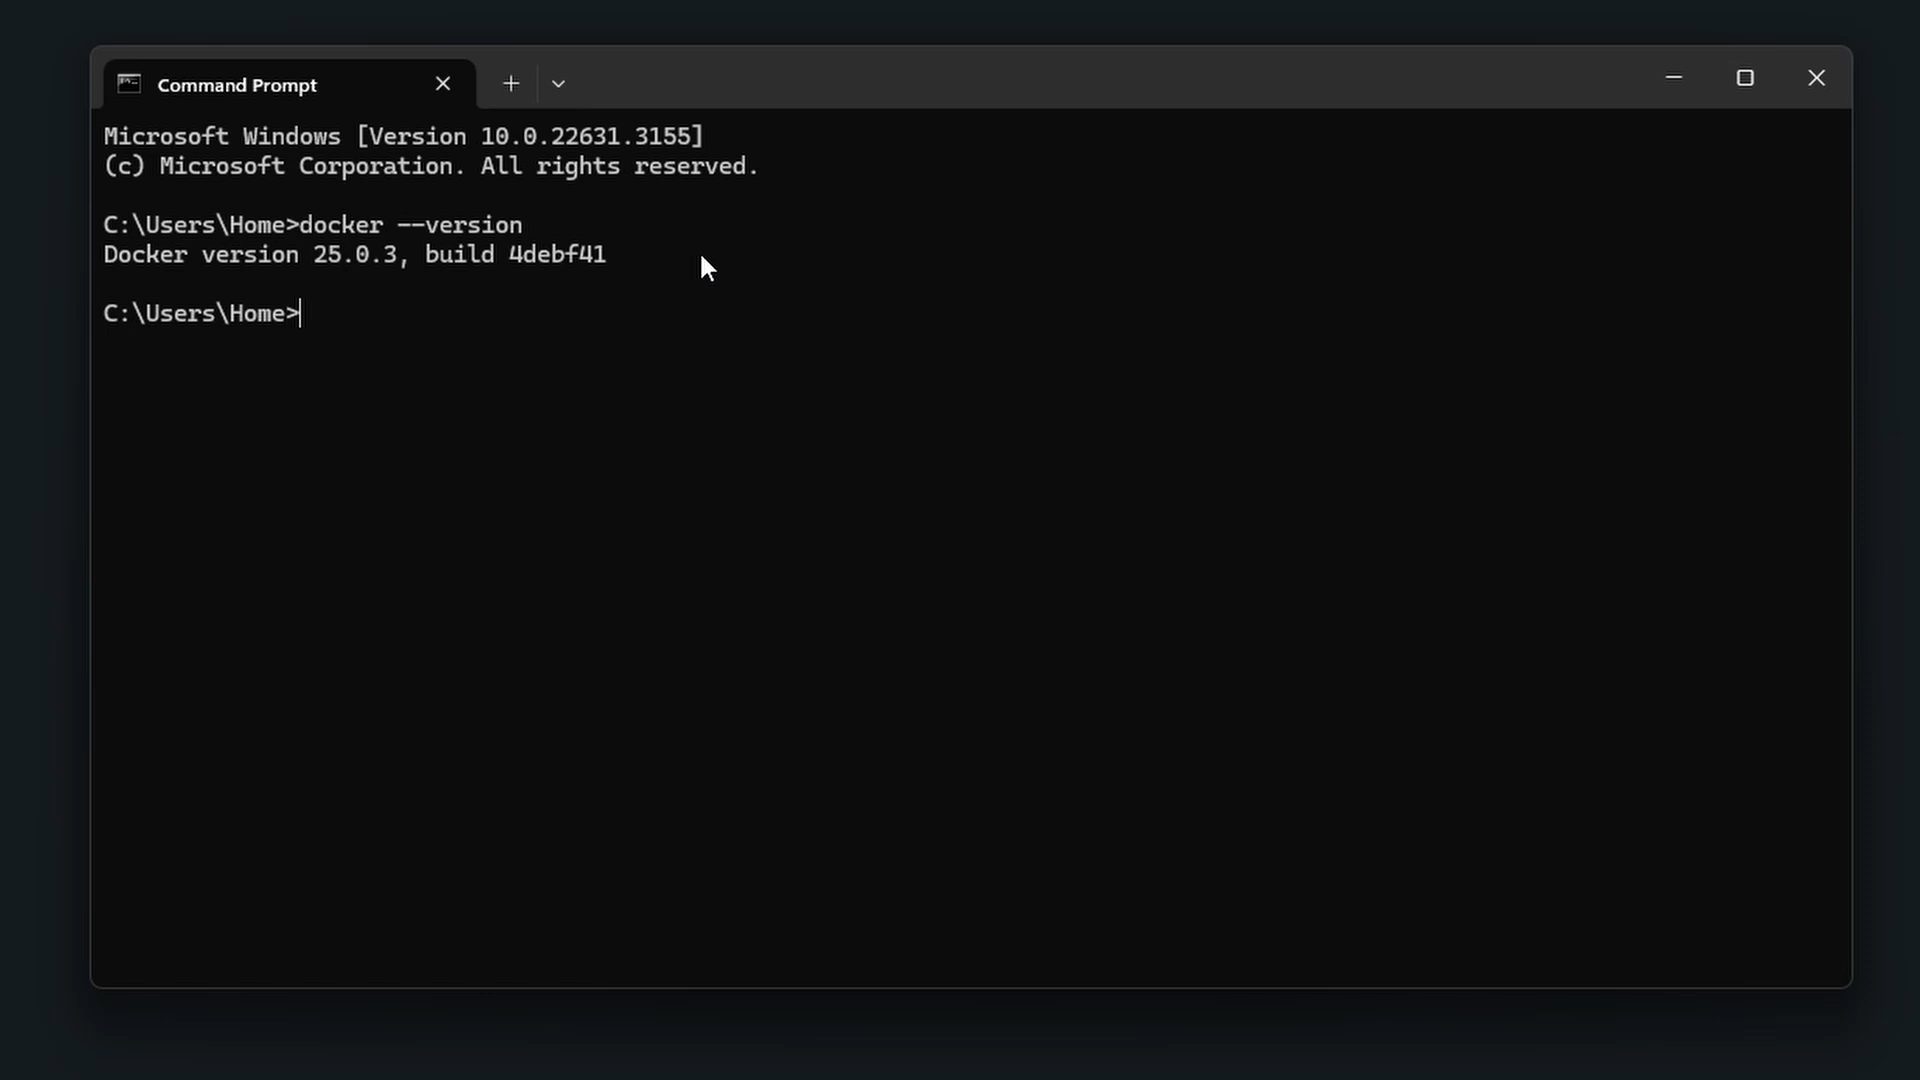 Command Prompt
Microsoft Windows [Version 10.0.22631.3155]
(c) Microsoft Corporation. All rights reserved.
C:\Users\Home>docker --version
Docker version 25.0.3, build 4debf41
C:\Users\Home>